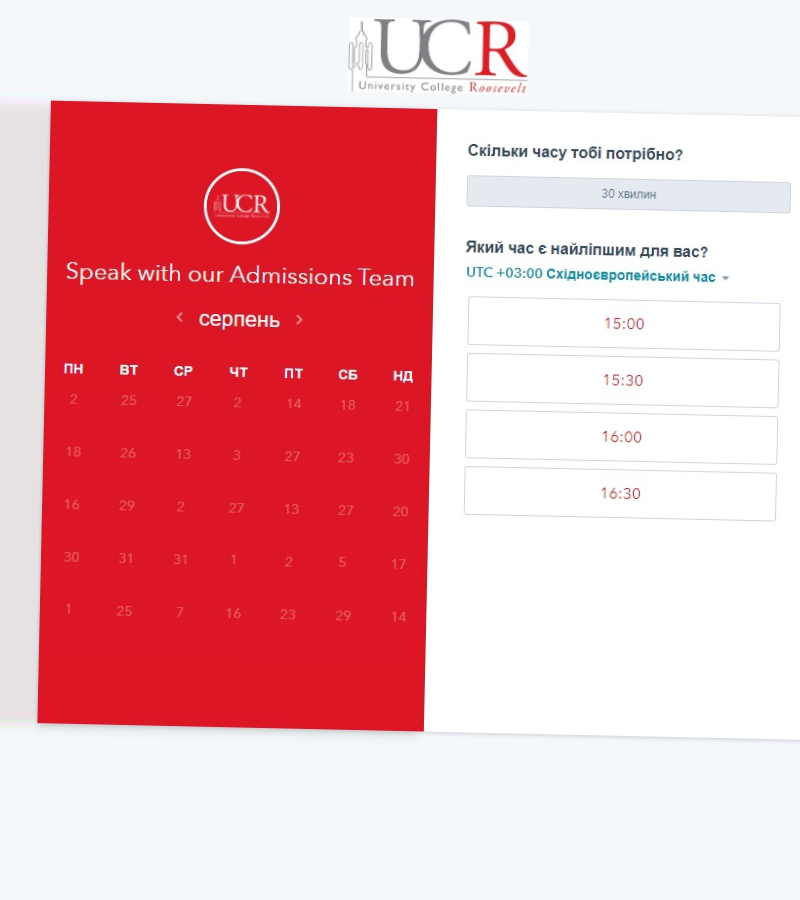 UCR
University College Roosevelt
UCR
Speak with our Admissions Team
серпень
ПН ВТ СР ЧТ ПТ СБ НД
2 25 27 2 14 18 21
18 26 13 3 27 23 30
16 29 2 27 13 27 20
30 31 31 1 2 5 17
1 25 7 16 23 29 14
Скільки часу тобі потрібно?
30 хвилин
Який час є найліпшим для вас?
UTC +03:00 Східноєвропейський час
15:00
15:30
16:00
16:30